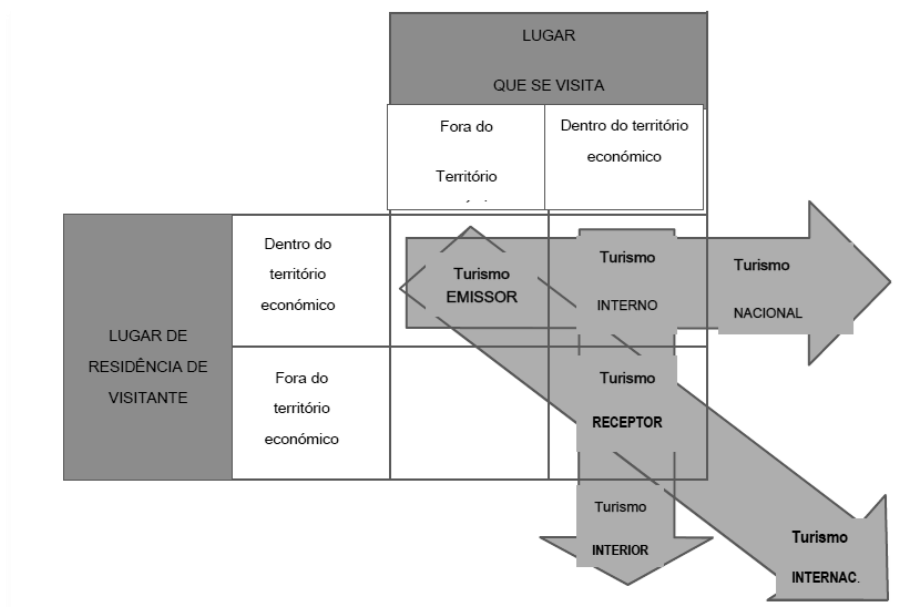 LUGAR
QUE SE VISITA
Fora do
Território
Dentro do território
económico
LUGAR DE
RESIDÊNCIA DE
VISITANTE
Dentro do
território
económico
Turismo
EMISSOR
Turismo
INTERNO
Turismo
NACIONAL
Fora do
território
económico
Turismo
RECEPTOR
Turismo
INTERIOR
Turismo
INTERNAC.